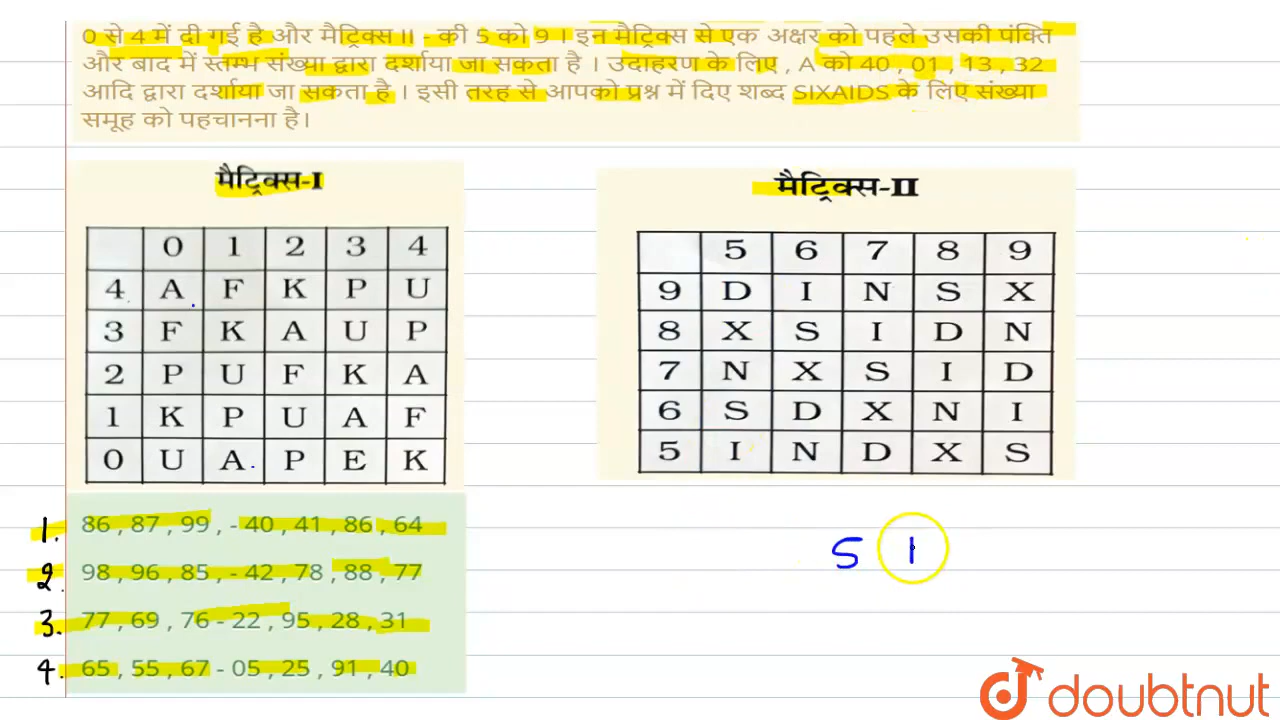 0 से 4 में दी गई है और मैट्रिक्स II - की 5 को 9 । इन मैट्रिक्स से एक अक्षर को पहले उसकी पंक्ति
और बाद में स्तम्भ संख्या द्वारा दर्शाया जा सकता है । उदाहरण के लिए , A को 40 , 01 , 13 , 32
आदि द्वारा दर्शाया जा सकता है । इसी तरह से आपको प्रश्न में दिए शब्द SIXAIDS के लिए संख्या
समूह को पहचानना है।
मैट्रिक्स-I
0 1 2 3 4
4 A F K P U
3 F K A U P
2 P U F K A
1 K P U A F
0 U A P E K
मैट्रिक्स-II
5 6 7 8 9
9 D I N S X
8 X S I D N
7 N X S I D
6 S D X N I
5 I N D X S
1. 86 , 87 , 99 , - 40 , 41 , 86 , 64
2. 98 , 96 , 85 , - 42 , 78 , 88 , 77
3. 77 , 69 , 76 - 22 , 95 , 28 , 31
4. 65 , 55 , 67 - 05 , 25 , 91 , 40
S I
doubtnut